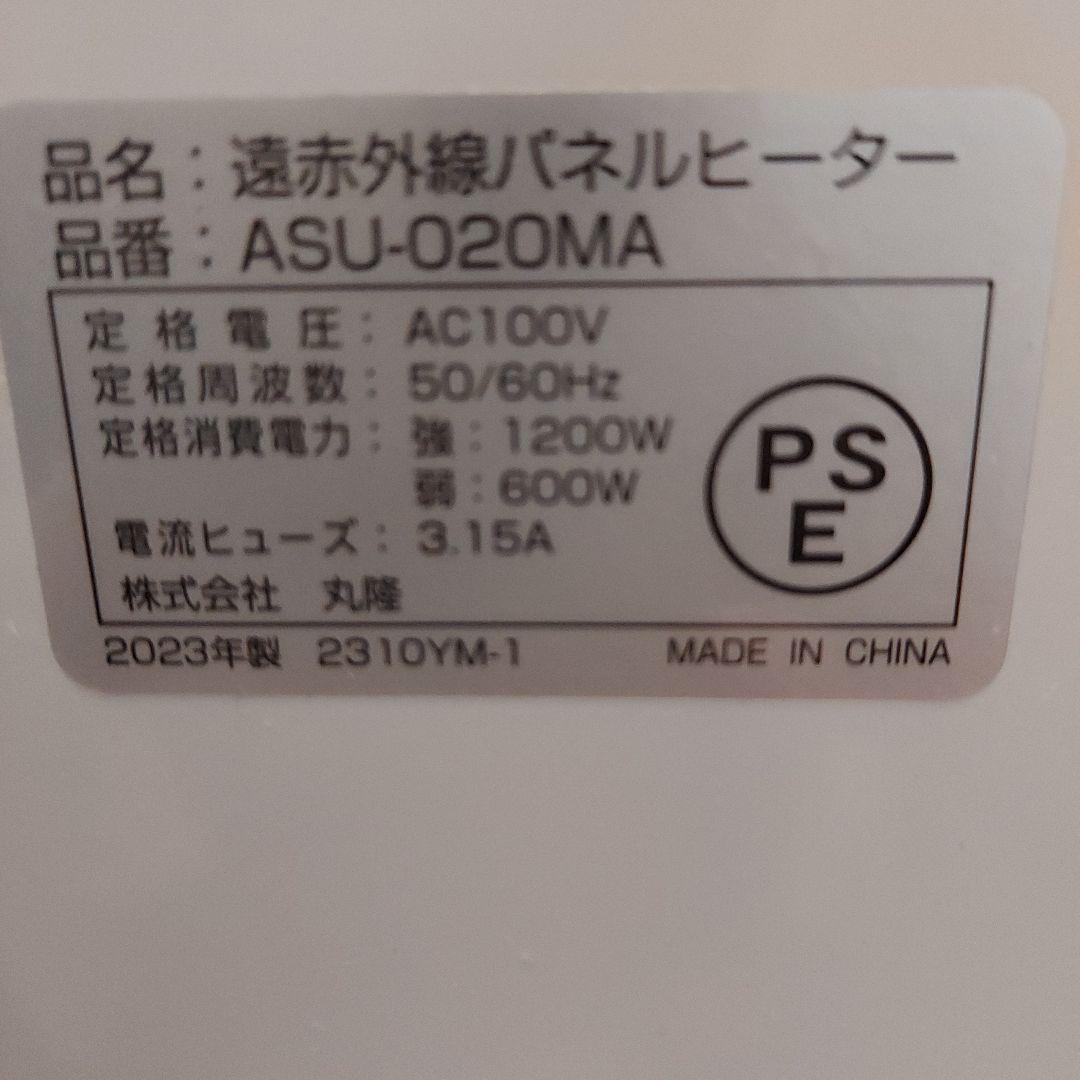 品名：遠赤外線パネルヒーター
品番：ASU-020MA
定格電圧：AC100V
定格周波数：50/60Hz
定格消費電力：強：1200W
弱：600W
電流ヒューズ：3.15A
株式会社 丸隆
PS
E
2023年製 2310YM-1 MADE IN CHINA